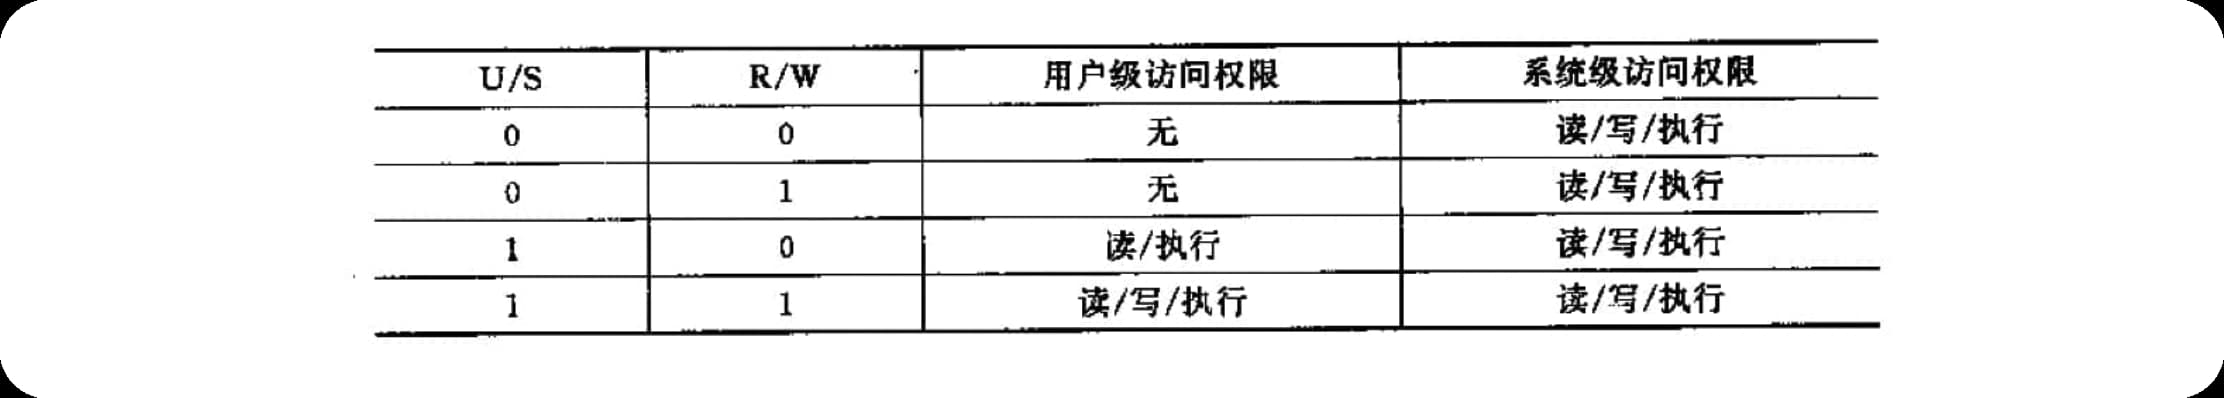 U/S R/W 用户级访问权限 系统级访问权限
0 0 无 读/写/执行
0 1 无 读/写/执行
1 0 读/执行 读/写/执行
1 1 读/写/执行 读/写/执行